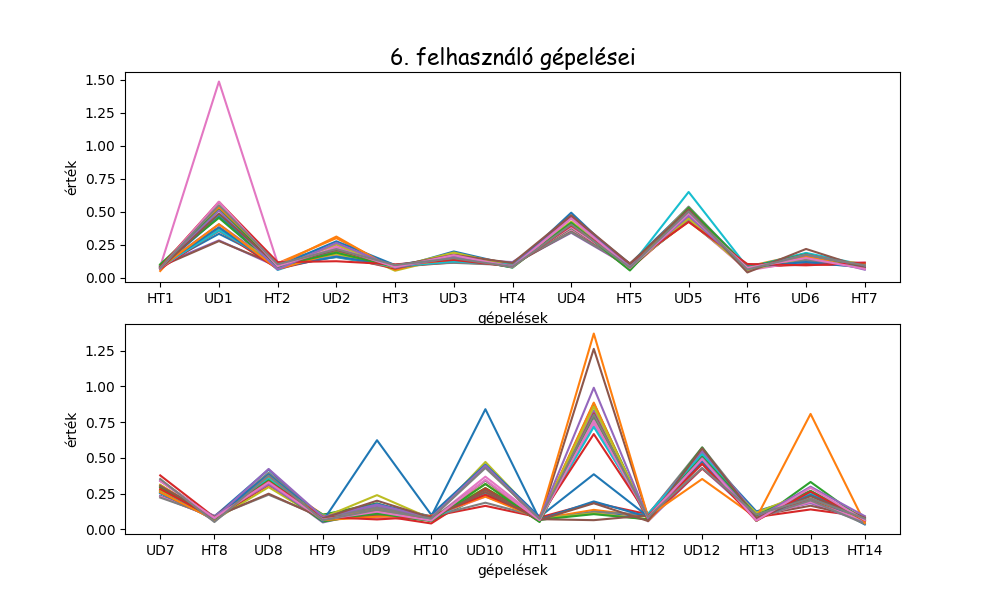 6. felhasználó gépelései
1.50
1.25
1.00
0.75
0.50
0.25
0.00
érték
HT1 UD1 HT2 UD2 HT3 UD3 HT4 UD4 HT5 UD5 HT6 UD6 HT7
gépelések
1.25
1.00
0.75
0.50
0.25
0.00
érték
UD7 HT8 UD8 HT9 UD9 HT10 UD10 HT11 UD11 HT12 UD12 HT13 UD13 HT14
gépelések